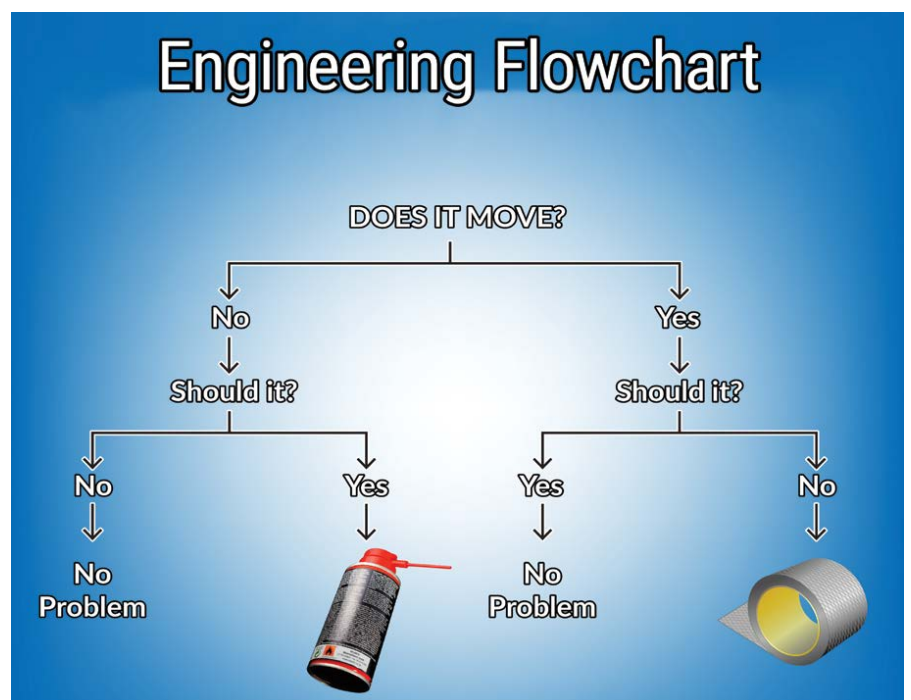 Engineering Flowchart
DOES IT MOVE?
No
Yes
Should it?
Should it?
No
Yes
Yes
No
No
Problem
No
Problem